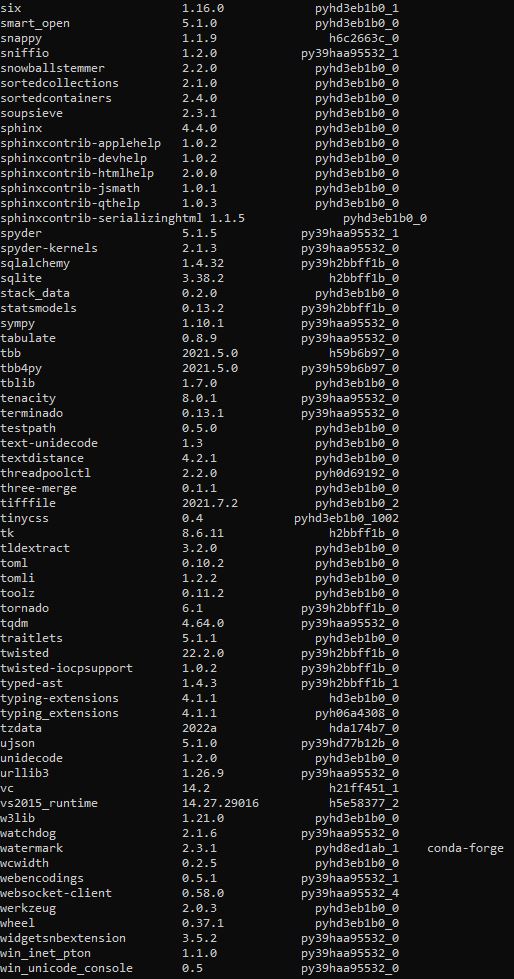 six 1.16.0 pyhd3eb1b0_1
smart_open 5.1.0 pyhd3eb1b0_0
snappy 1.1.9 h6c2663c_0
sniffio 1.2.0 py39haa95532_1
snowballstemmer 2.2.0 pyhd3eb1b0_0
sortedcollections 2.1.0 pyhd3eb1b0_0
sortedcontainers 2.4.0 pyhd3eb1b0_0
soupsieve 2.3.1 pyhd3eb1b0_0
sphinx 4.4.0 pyhd3eb1b0_0
sphinxcontrib-applehelp 1.0.2 pyhd3eb1b0_0
sphinxcontrib-devhelp 1.0.2 pyhd3eb1b0_0
sphinxcontrib-htmlhelp 2.0.0 pyhd3eb1b0_0
sphinxcontrib-jsmath 1.0.1 pyhd3eb1b0_0
sphinxcontrib-qthelp 1.0.3 pyhd3eb1b0_0
sphinxcontrib-serializinghtml 1.1.5 pyhd3eb1b0_0
spyder 5.1.5 py39haa95532_1
spyder-kernels 2.1.3 py39haa95532_0
sqlalchemy 1.4.32 py39h2bbff1b_0
sqlite 3.38.2 h2bbff1b_0
stack_data 0.2.0 pyhd3eb1b0_0
statsmodels 0.13.2 py39h2bbff1b_0
sympy 1.10.1 py39haa95532_0
tabulate 0.8.9 py39haa95532_0
tbb 2021.5.0 h59b6b97_0
tbb4py 2021.5.0 py39h59b6b97_0
tblib 1.7.0 pyhd3eb1b0_0
tenacity 8.0.1 py39haa95532_0
terminado 0.13.1 py39haa95532_0
testpath 0.5.0 pyhd3eb1b0_0
text-unidecode 1.3 pyhd3eb1b0_0
textdistance 4.2.1 pyhd3eb1b0_0
threadpoolctl 2.2.0 pyh0d69192_0
three-merge 0.1.1 pyhd3eb1b0_0
tifffile 2021.7.2 pyhd3eb1b0_2
tinycss 0.4 pyhd3eb1b0_1002
tk 8.6.11 h2bbff1b_0
tldextract 3.2.0 pyhd3eb1b0_0
toml 0.10.2 pyhd3eb1b0_0
tomli 1.2.2 pyhd3eb1b0_0
toolz 0.11.2 pyhd3eb1b0_0
tornado 6.1 py39h2bbff1b_0
tqdm 4.64.0 py39haa95532_0
traitlets 5.1.1 pyhd3eb1b0_0
twisted 22.2.0 py39h2bbff1b_0
twisted-iocpsupport 1.0.2 py39h2bbff1b_0
typed-ast 1.4.3 py39h2bbff1b_1
typing-extensions 4.1.1 hd3eb1b0_0
typing_extensions 4.1.1 pyh06a4308_0
tzdata 2022a hda174b7_0
ujson 5.1.0 py39hd77b12b_0
unidecode 1.2.0 pyhd3eb1b0_0
urllib3 1.26.9 py39haa95532_0
vc 14.2 h21ff451_1
vs2015_runtime 14.27.29016 h5e58377_2
w3lib 1.21.0 pyhd3eb1b0_0
watchdog 2.1.6 py39haa95532_0
watermark 2.3.1 pyhd8ed1ab_1 conda-forge
wcwidth 0.2.5 pyhd3eb1b0_0
webencodings 0.5.1 py39haa95532_1
websocket-client 0.58.0 py39haa95532_4
werkzeug 2.0.3 pyhd3eb1b0_0
wheel 0.37.1 pyhd3eb1b0_0
widgetsnbextension 3.5.2 py39haa95532_0
win_inet_pton 1.1.0 py39haa95532_0
win_unicode_console 0.5 py39haa95532_0